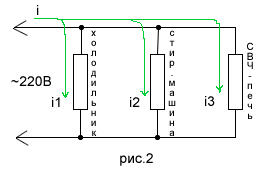 i
~220В
i1
холодильник
i2
стир.машина
i3
СВЧ-печь
рис.2